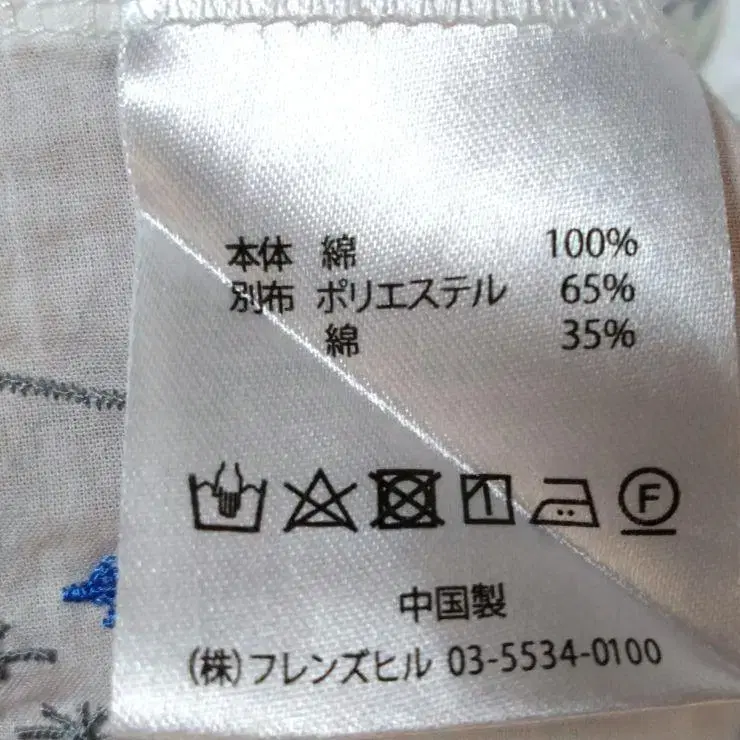 本体 綿 100%
別布 ポリエステル 65%
綿 35%
F
中国製
(株)フレンズヒル 03-5534-0100